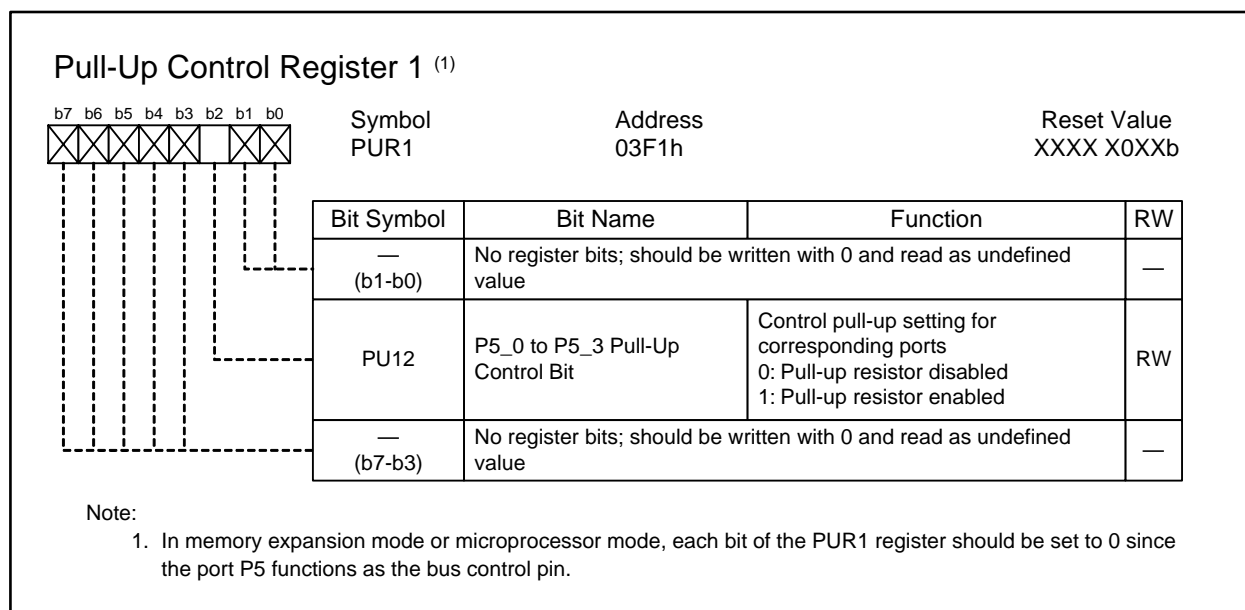 Pull-Up Control Register 1 (1)
b7 b6 b5 b4 b3 b2 b1 b0
Symbol Address Reset Value
PUR1 03F1h XXXX X0XXb
Bit Symbol Bit Name Function RW
—
(b1-b0)
No register bits; should be written with 0 and read as undefined
value
—
PU12
P5_0 to P5_3 Pull-Up
Control Bit
Control pull-up setting for
corresponding ports
0: Pull-up resistor disabled
1: Pull-up resistor enabled
RW
—
(b7-b3)
No register bits; should be written with 0 and read as undefined
value
—
Note:
1. In memory expansion mode or microprocessor mode, each bit of the PUR1 register should be set to 0 since
the port P5 functions as the bus control pin.